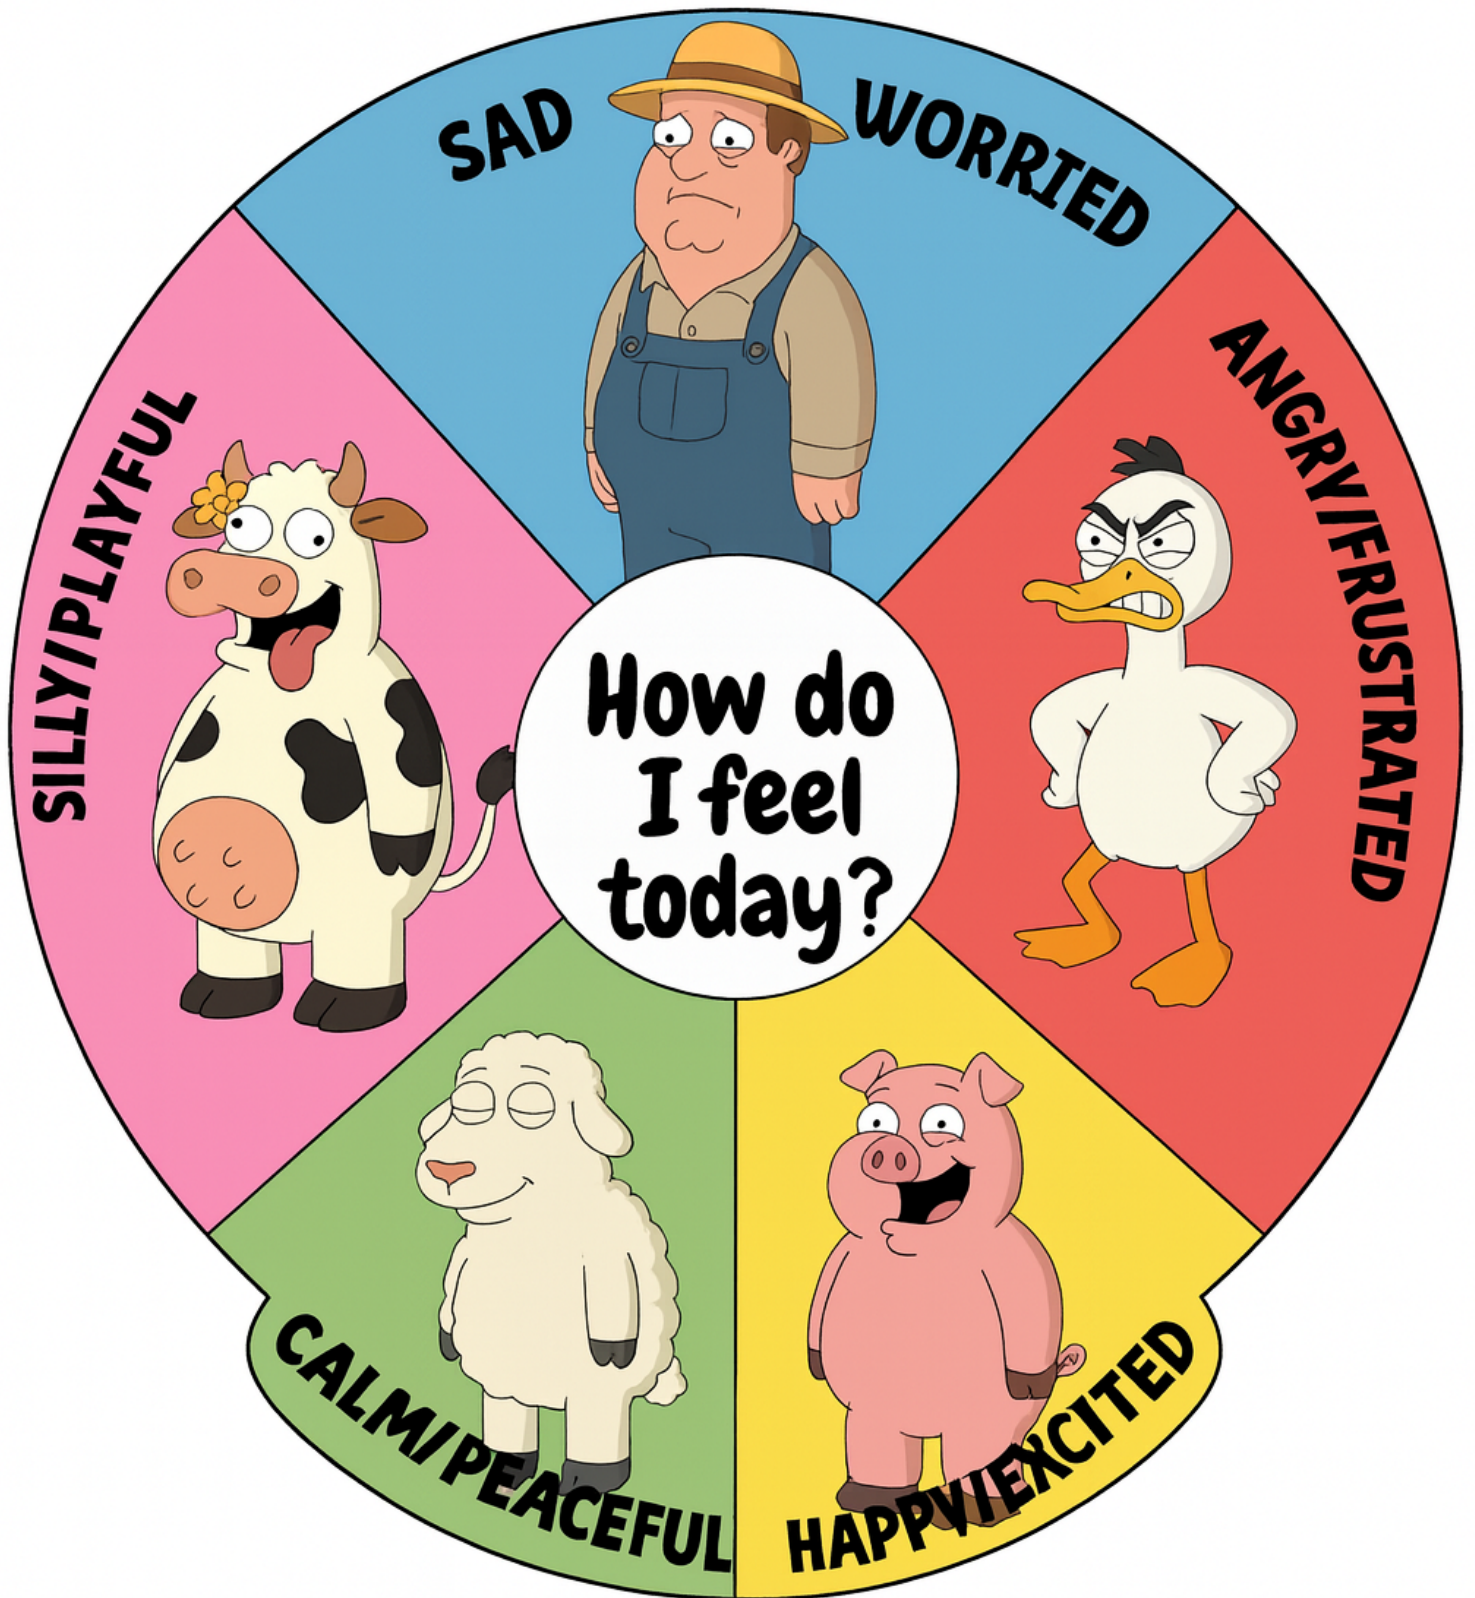 SAD WORRIED
ANGRY/FRUSTRATED
SILLY/PLAYFUL
How do
I feel
today?
CALM/PEACEFUL
HAPPY/EXCITED